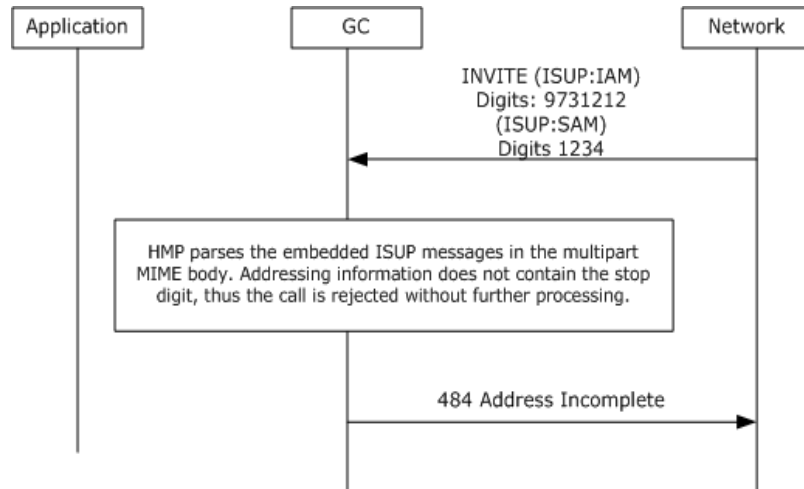 Application
GC
Network
INVITE (ISUP:IAM)
Digits: 9731212
(ISUP:SAM)
Digits 1234
HMP parses the embedded ISUP messages in the multipart
MIME body. Addressing information does not contain the stop
digit, thus the call is rejected without further processing.
484 Address Incomplete